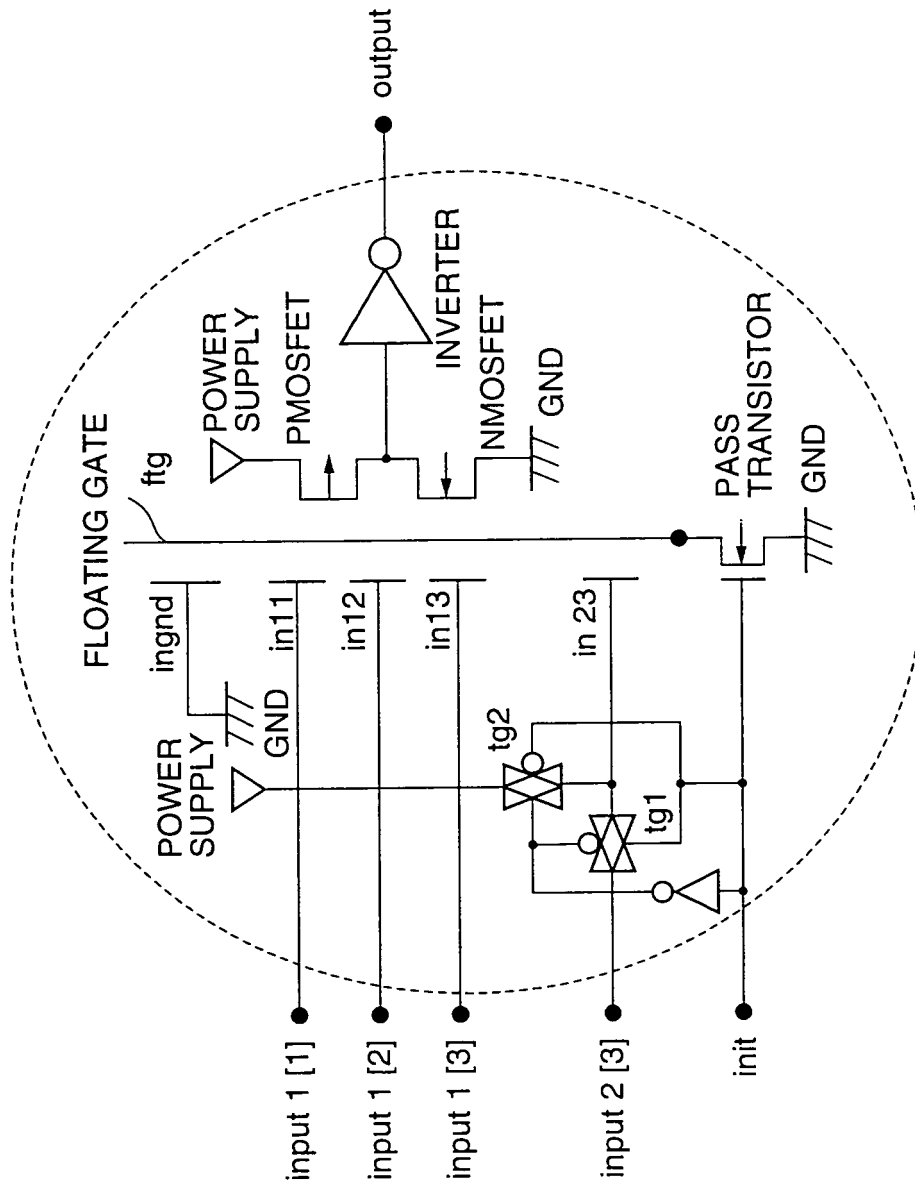 FLOATING GATE
ftg
POWER
SUPPLY
PMOSFET
INVERTER
output
NMOSFET
GND
ingnd
GND
POWER
SUPPLY
in11
in12
in13
in 23
tg2
tg1
PASS
TRANSISTOR
GND
input 1 [1]
input 1 [2]
input 1 [3]
input 2 [3]
init